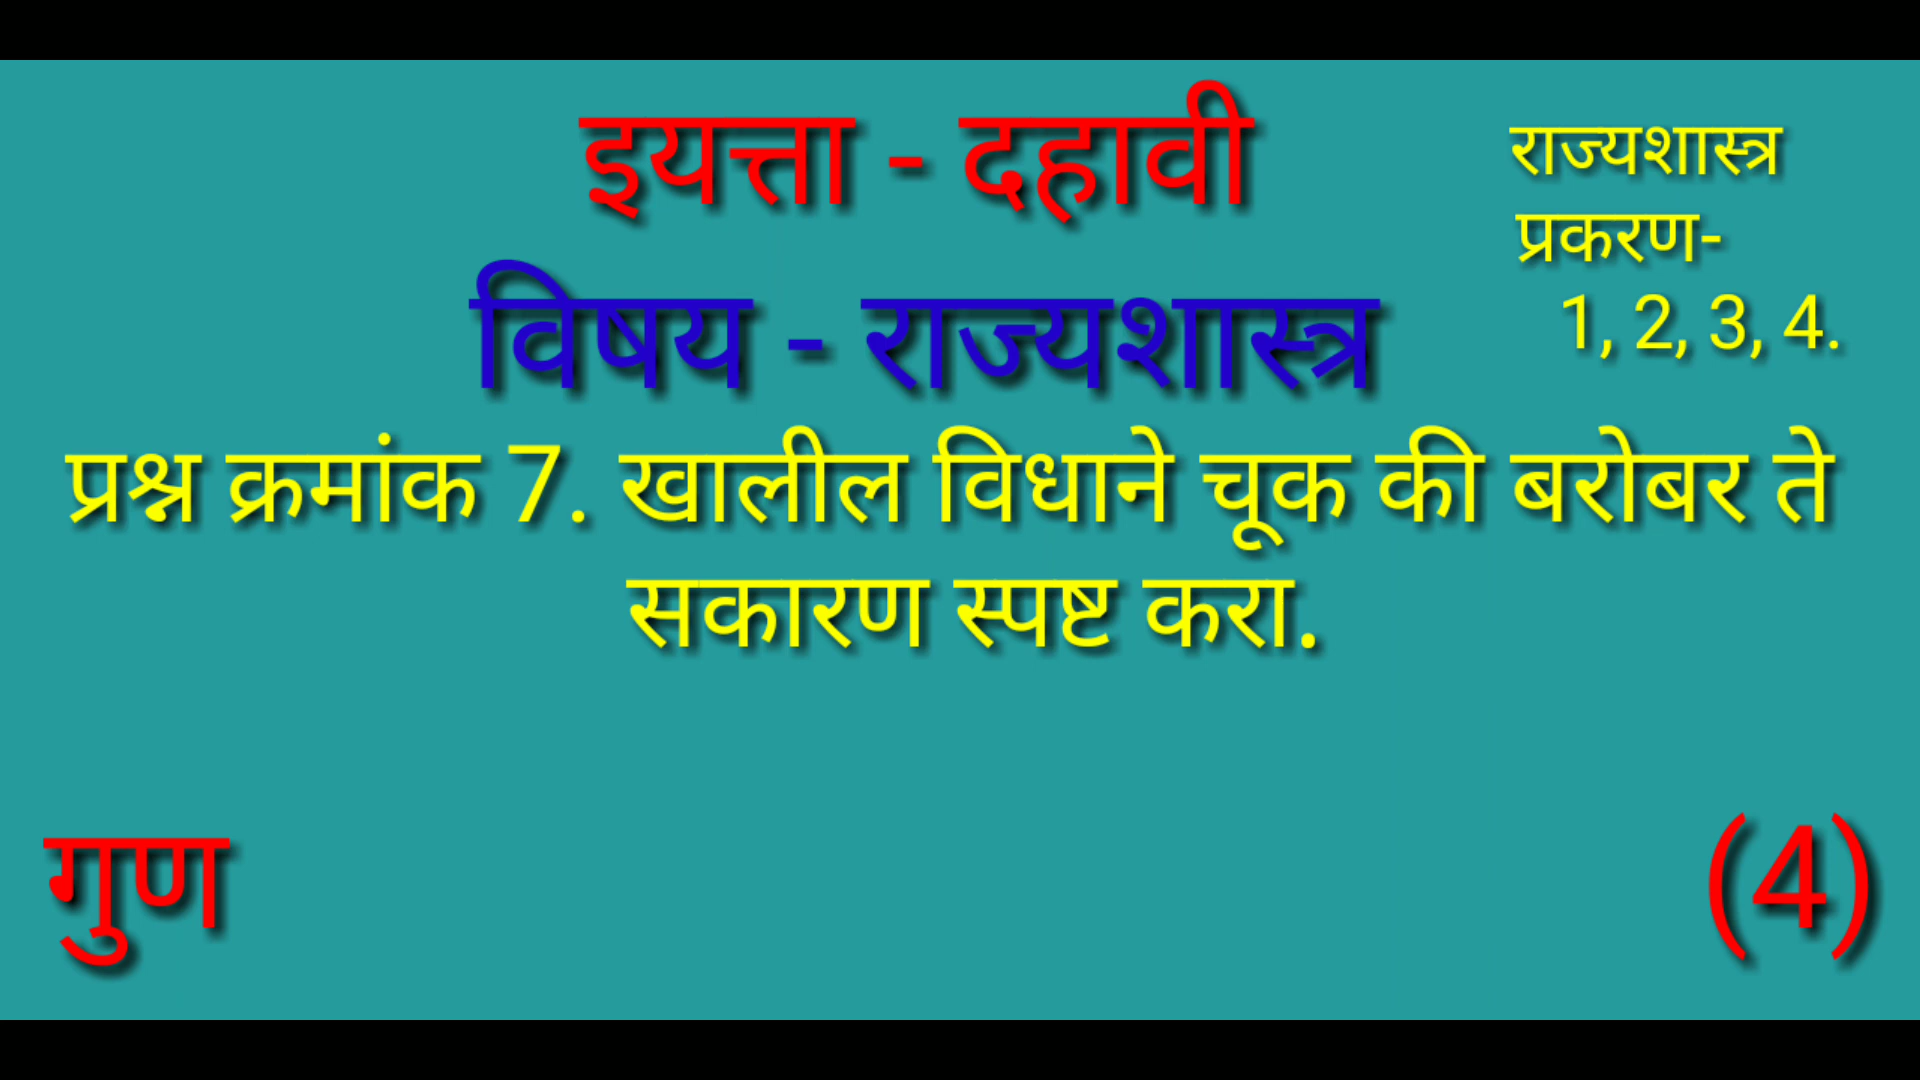 इयत्ता - दहावी
राज्यशास्त्र
प्रकरण-
1, 2, 3, 4.
विषय - राज्यशास्त्र
प्रश्न क्रमांक 7. खालील विधाने चूक की बरोबर ते
सकारण स्पष्ट करा.
गुण (4)